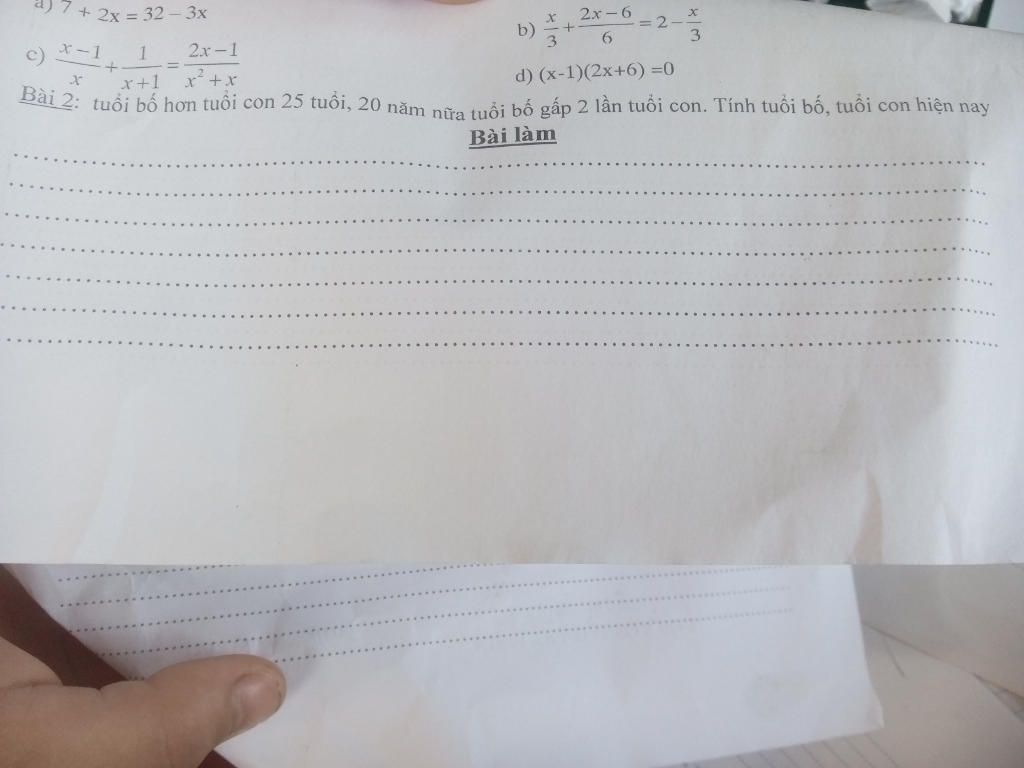 a) 7 + 2x = 32 – 3x
b) x/3 + (2x – 6)/6 = 2 – x/3
c) (x – 1)/x + 1/(x + 1) = (2x – 1)/(x² + x)
d) (x-1)(2x+6) =0
Bài 2: tuổi bố hơn tuổi con 25 tuổi, 20 năm nữa tuổi bố gấp 2 lần tuổi con. Tính tuổi bố, tuổi con hiện nay
Bài làm